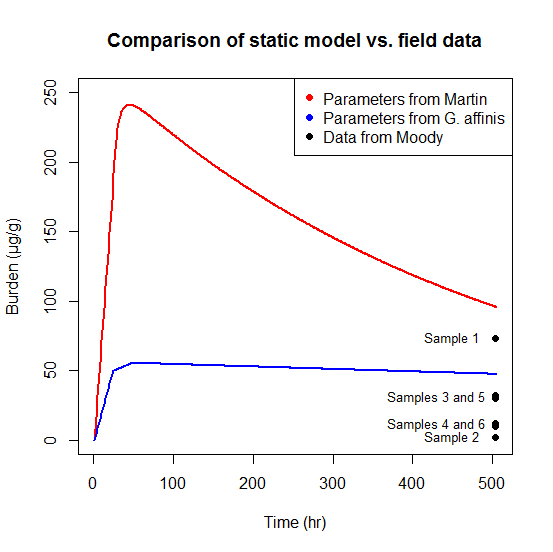 Comparison of static model vs. field data
Parameters from Martin
Parameters from G. affinis
Data from Moody
Burden (µg/g)
250
200
150
100
50
0
Sample 1
Samples 3 and 5
Samples 4 and 6
Sample 2
0 100 200 300 400 500
Time (hr)